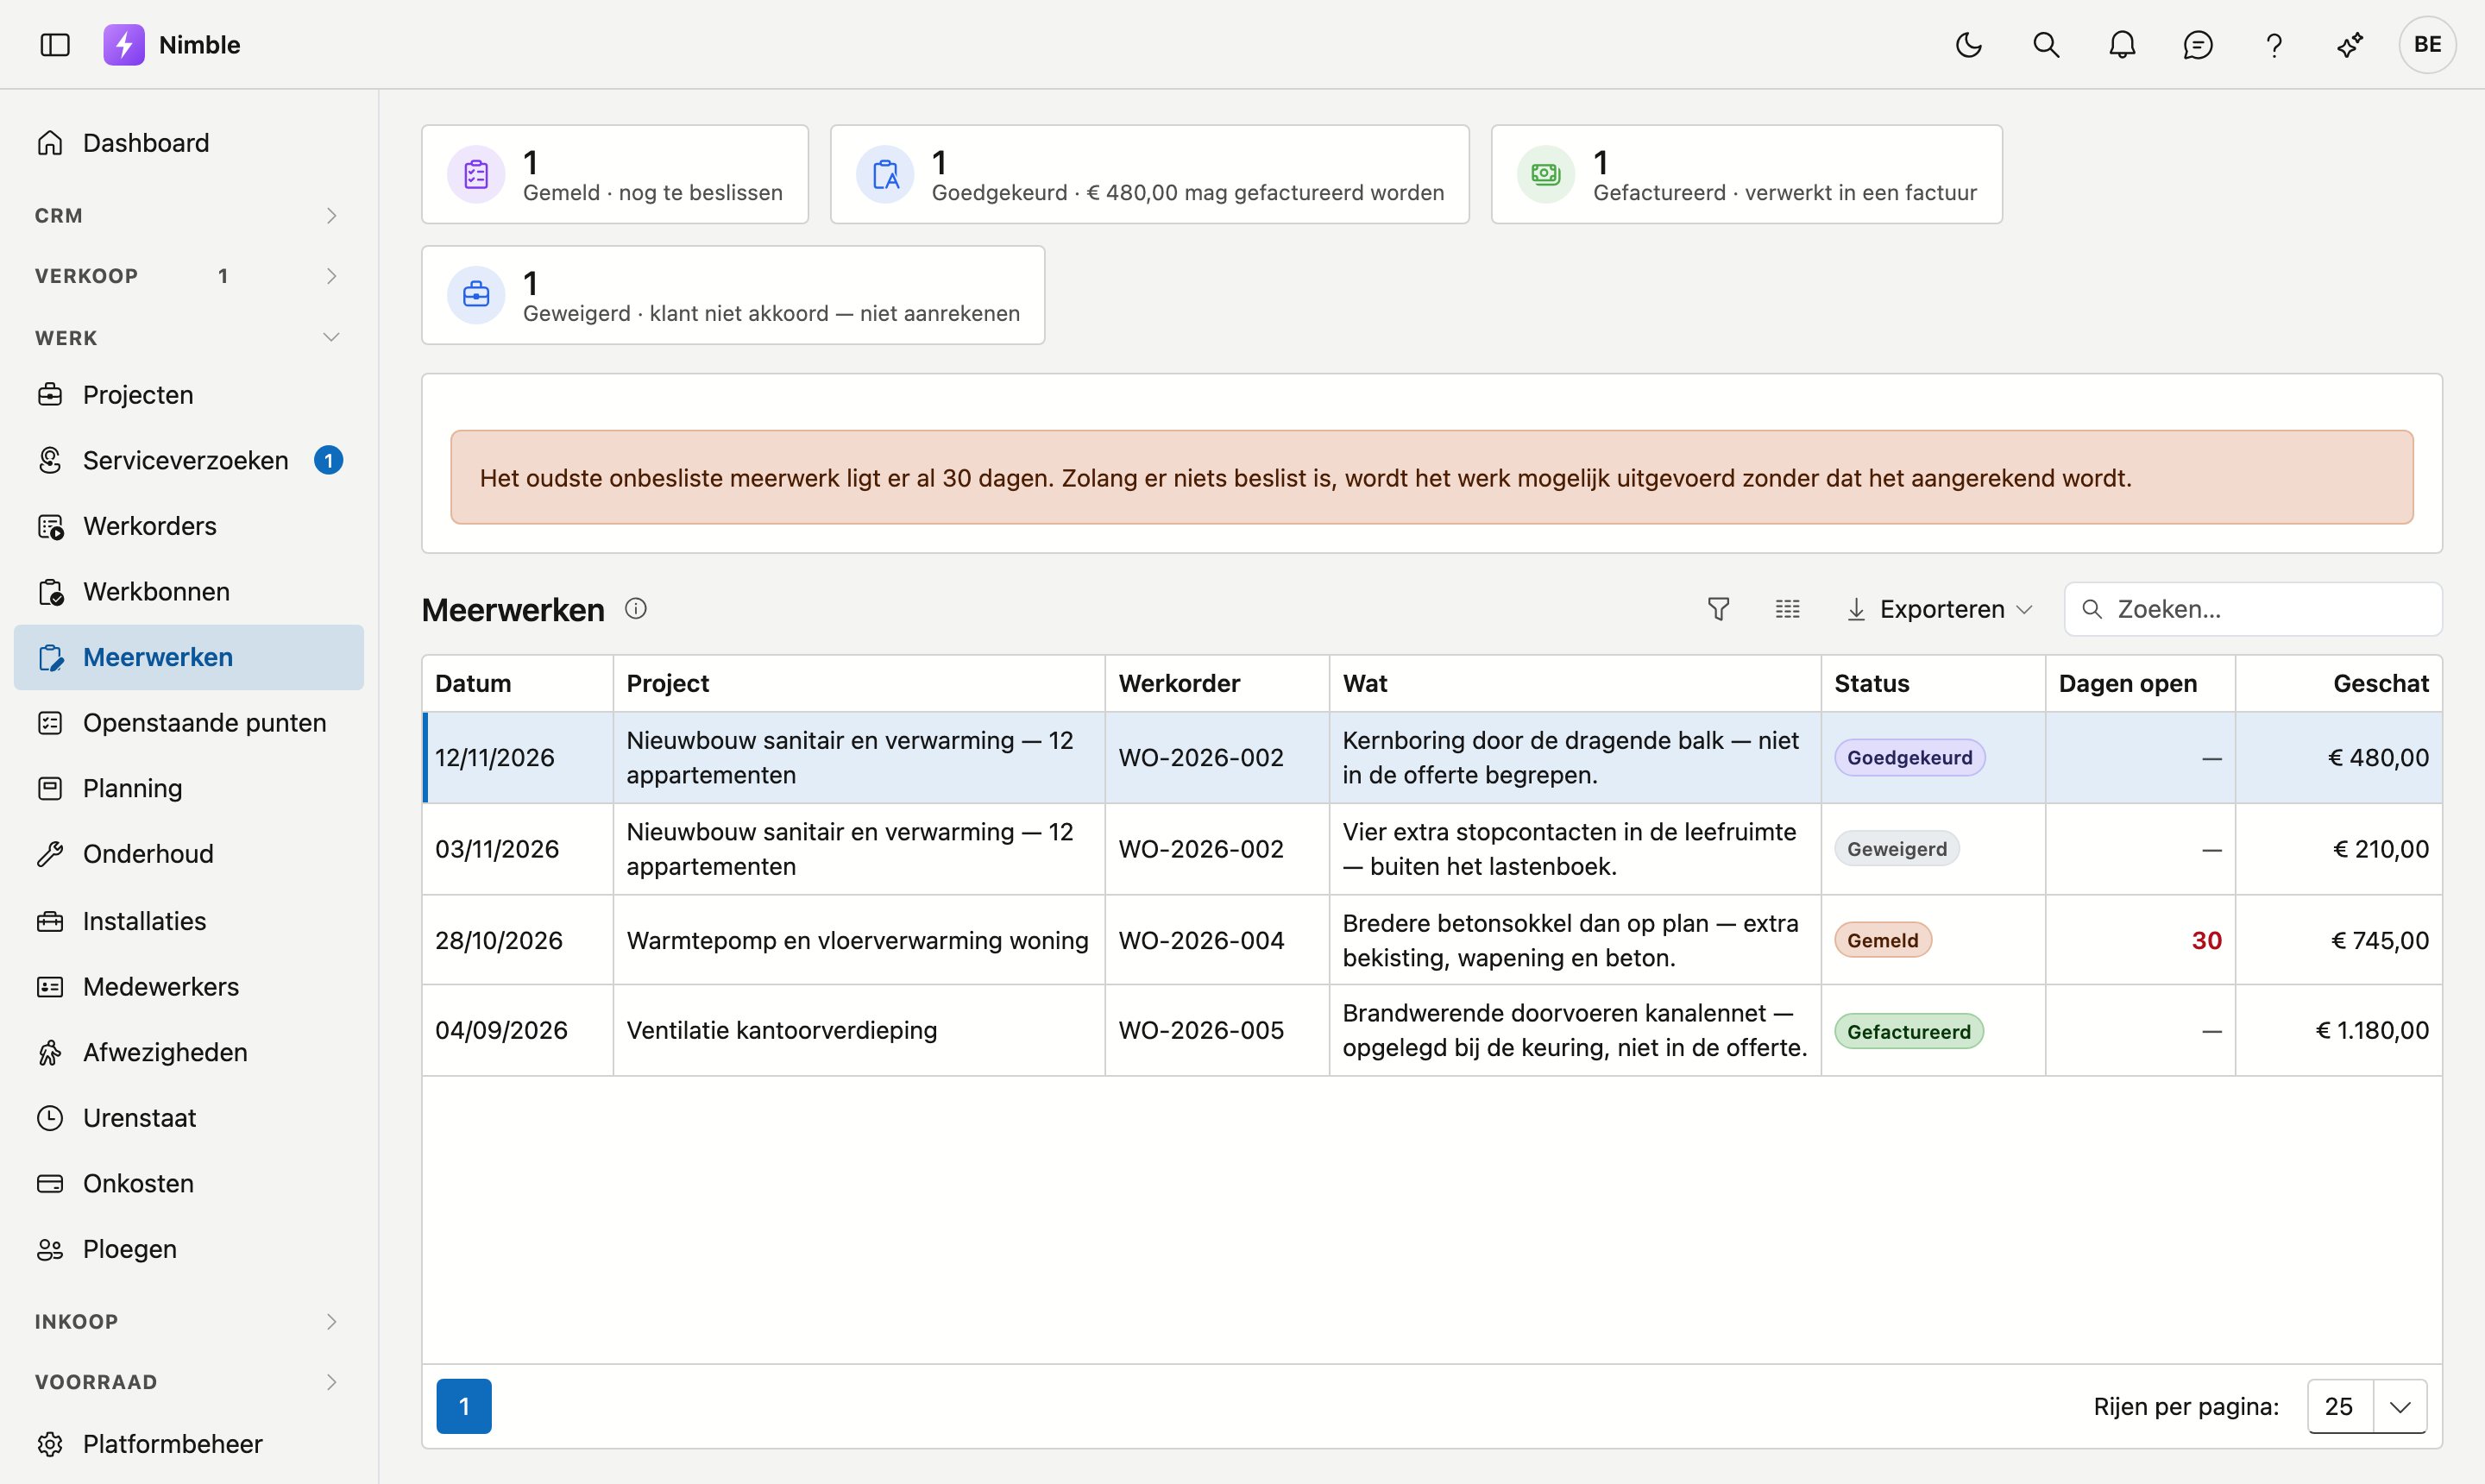 Nimble
BE
Dashboard
CRM
VERKOOP 1
WERK
Projecten
Serviceverzoeken 1
Werkorders
Werkbonnen
Meerwerken
Openstaande punten
Planning
Onderhoud
Installaties
Medewerkers
Afwezigheden
Urenstaat
Onkosten
Ploegen
INKOOP
VOORRAAD
Platformbeheer
1
Gemeld · nog te beslissen
1
Goedgekeurd · € 480,00 mag gefactureerd worden
1
Gefactureerd · verwerkt in een factuur
1
Geweigerd · klant niet akkoord — niet aanrekenen
Het oudste onbesliste meerwerk ligt er al 30 dagen. Zolang er niets beslist is, wordt het werk mogelijk uitgevoerd zonder dat het aangerekend wordt.
Meerwerken
Exporteren
Zoeken...
Datum Project Werkorder Wat Status Dagen open Geschat
12/11/2026 Nieuwbouw sanitair en verwarming — 12 appartementen WO-2026-002 Kernboring door de dragende balk — niet in de offerte begrepen. Goedgekeurd — € 480,00
03/11/2026 Nieuwbouw sanitair en verwarming — 12 appartementen WO-2026-002 Vier extra stopcontacten in de leefruimte — buiten het lastenboek. Geweigerd — € 210,00
28/10/2026 Warmtepomp en vloerverwarming woning WO-2026-004 Bredere betonsokkel dan op plan — extra bekisting, wapening en beton. Gemeld 30 € 745,00
04/09/2026 Ventilatie kantoorverdieping WO-2026-005 Brandwerende doorvoeren kanalennet — opgelegd bij de keuring, niet in de offerte. Gefactureerd — € 1.180,00
1
Rijen per pagina: 25